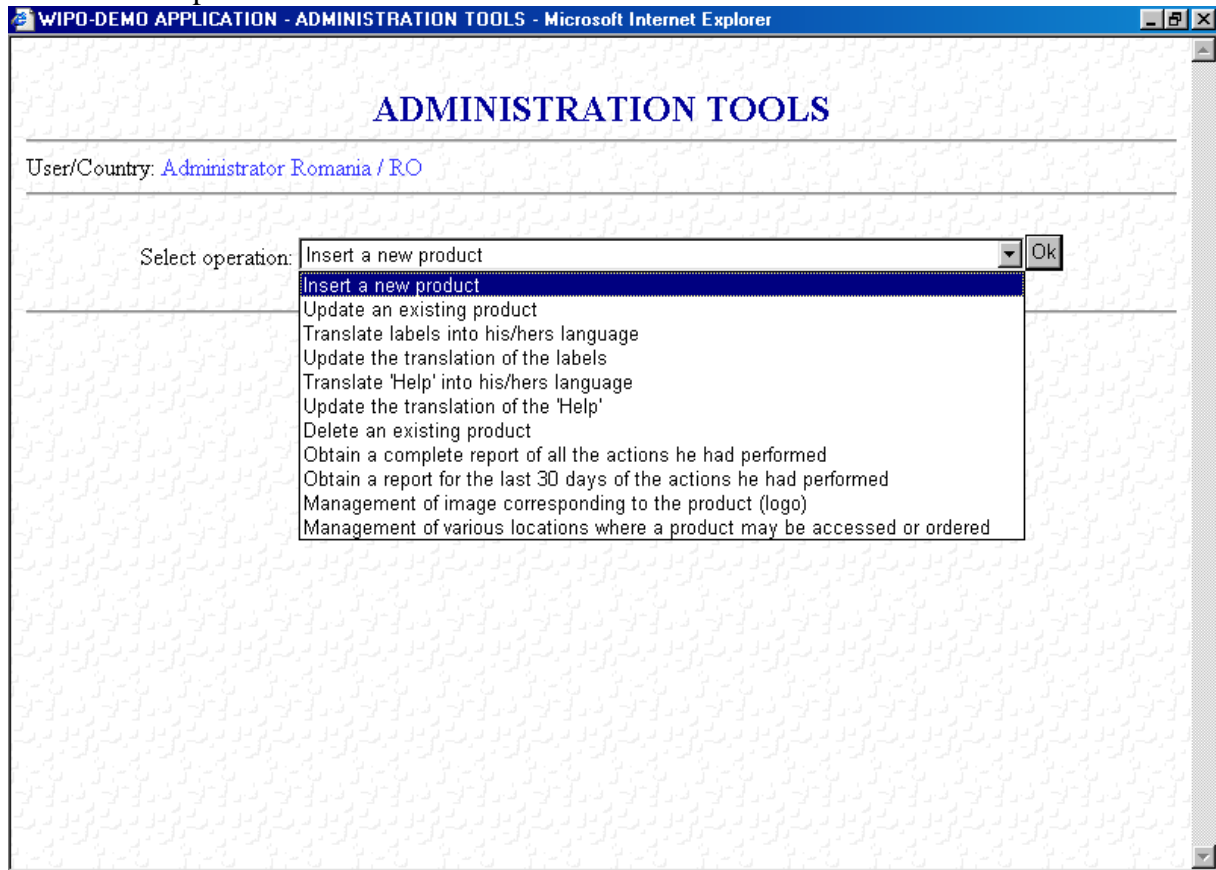 WIPO-DEMO APPLICATION - ADMINISTRATION TOOLS - Microsoft Internet Explorer
ADMINISTRATION TOOLS
User/Country: Administrator Romania / RO
Select operation: Insert a new product Ok
Insert a new product
Update an existing product
Translate labels into his/hers language
Update the translation of the labels
Translate 'Help' into his/hers language
Update the translation of the 'Help'
Delete an existing product
Obtain a complete report of all the actions he had performed
Obtain a report for the last 30 days of the actions he had performed
Management of image corresponding to the product (logo)
Management of various locations where a product may be accessed or ordered